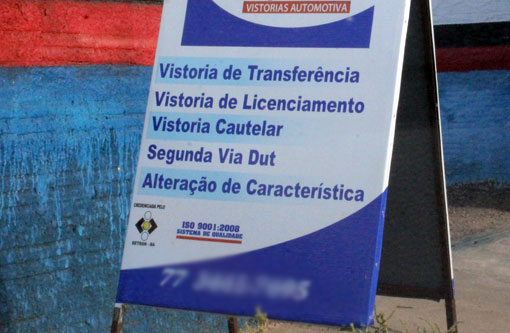 VISTORIAS AUTOMOTIVA
Vistoria de Transferência
Vistoria de Licenciamento
Vistoria Cautelar
Segunda Via Dut
Alteração de Característica
CREDENCIADA PELO
DETRAN - BA
ISO 9001:2008
SISTEMA DE QUALIDADE
77